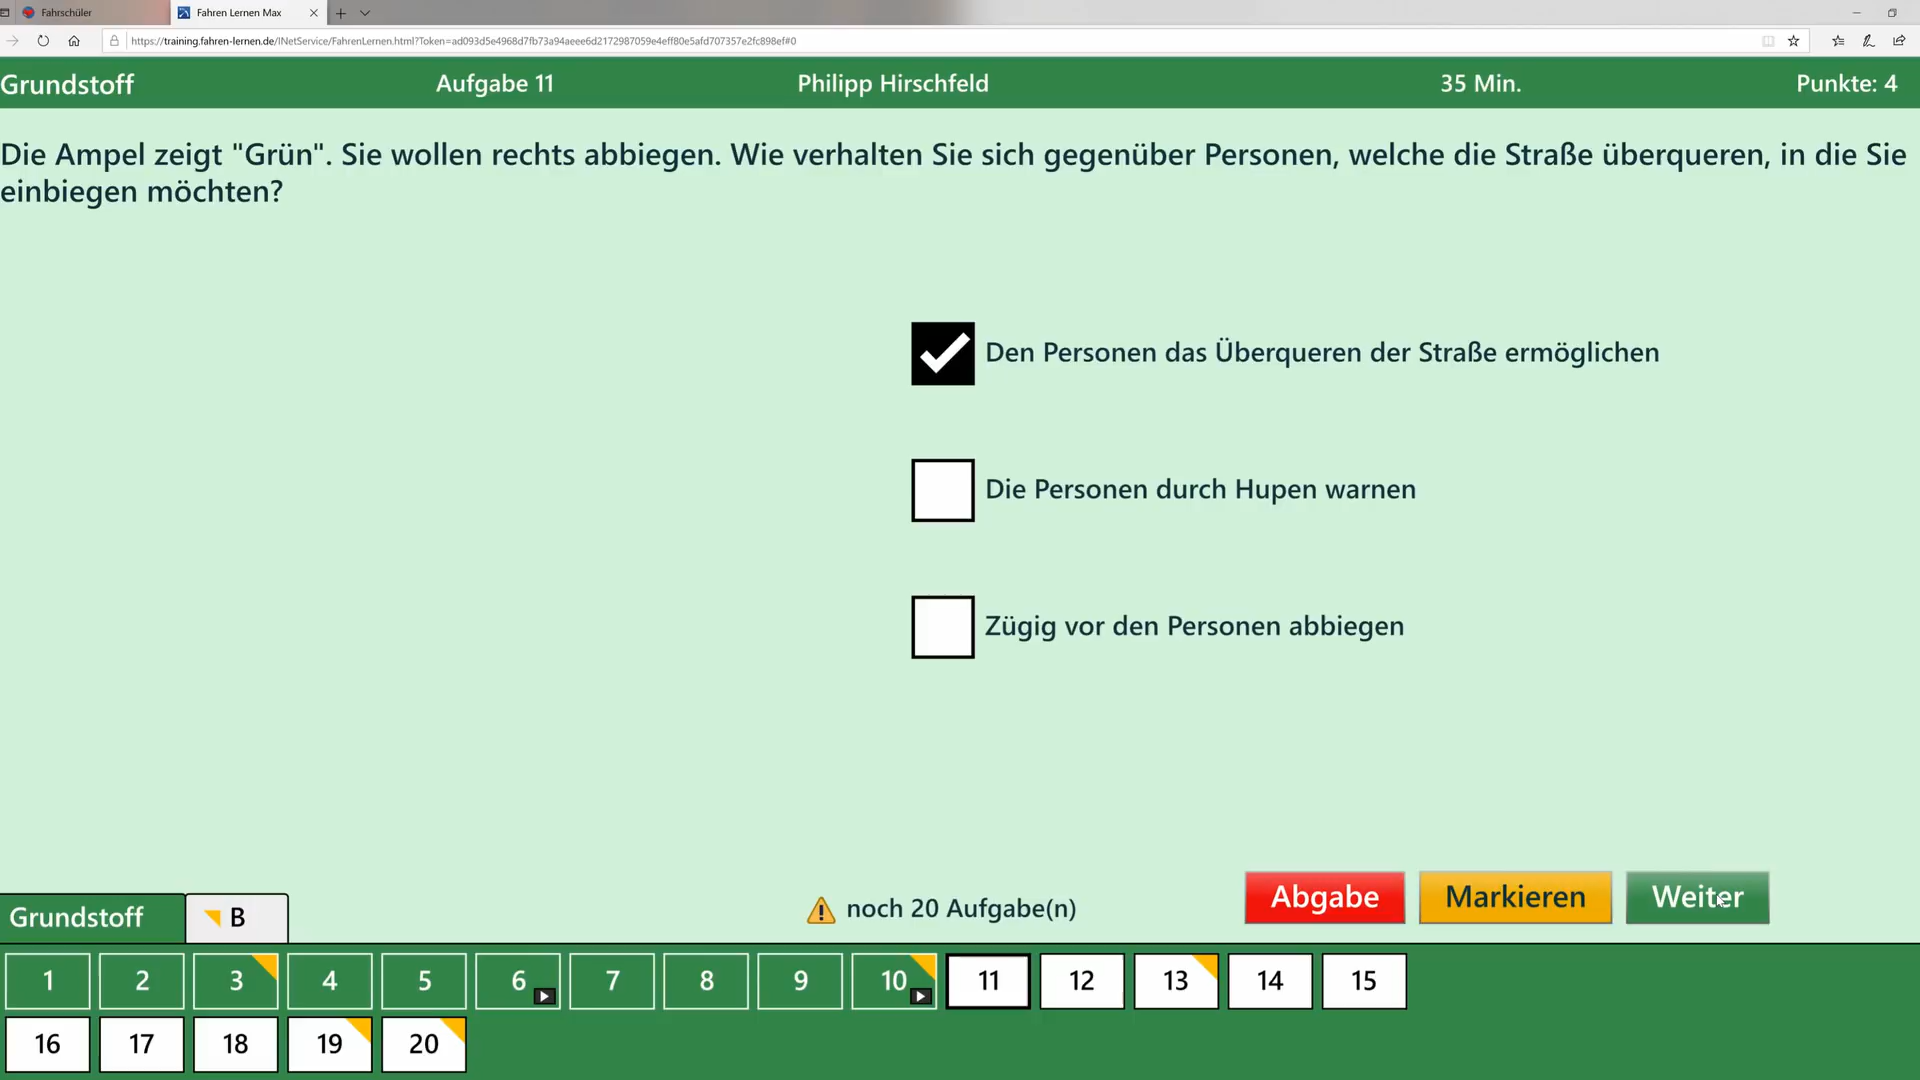 Fahrschüler
Fahren Lernen Max
https://training.fahren-lernen.de/INetService/FahrenLernen.html?Token=ad093d5e4968d7fb73a94aeee6d2172987059e4eff80e5afd707357e2fc898ef#0
Grundstoff Aufgabe 11 Philipp Hirschfeld 35 Min. Punkte: 4
Die Ampel zeigt "Grün". Sie wollen rechts abbiegen. Wie verhalten Sie sich gegenüber Personen, welche die Straße überqueren, in die Sie
einbiegen möchten?
Den Personen das Überqueren der Straße ermöglichen
Die Personen durch Hupen warnen
Zügig vor den Personen abbiegen
Grundstoff B noch 20 Aufgabe(n) Abgabe Markieren Weiter
1 2 3 4 5 6 7 8 9 10 11 12 13 14 15
16 17 18 19 20